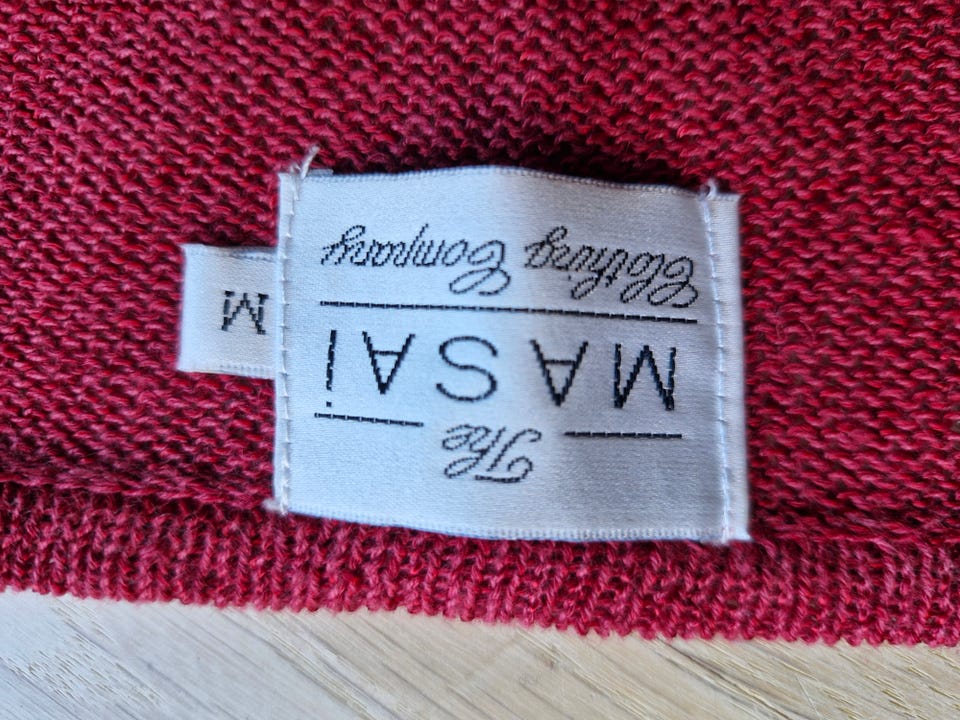 The
MASAi
Clothing Company
M